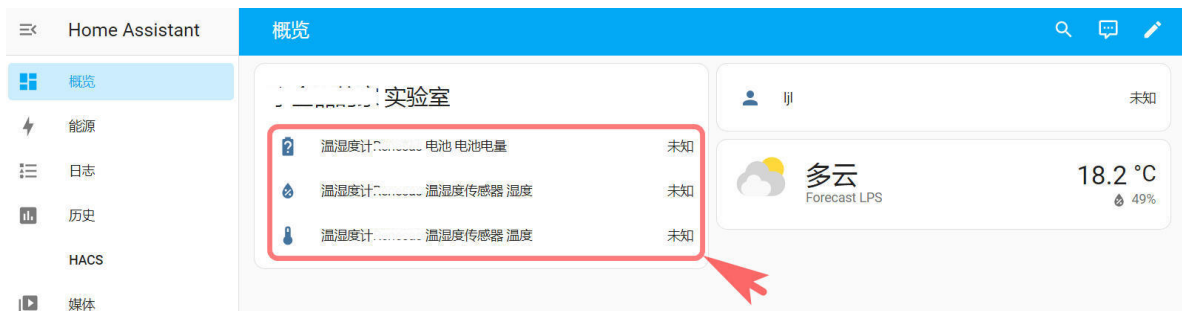 Home Assistant
概览
概览
能源
日志
历史
HACS
媒体
实验室
温湿度计 电池 电池电量 未知
温湿度计 温湿度传感器 湿度 未知
温湿度计 温湿度传感器 温度 未知
ljl 未知
多云 18.2 °C
Forecast LPS 49%